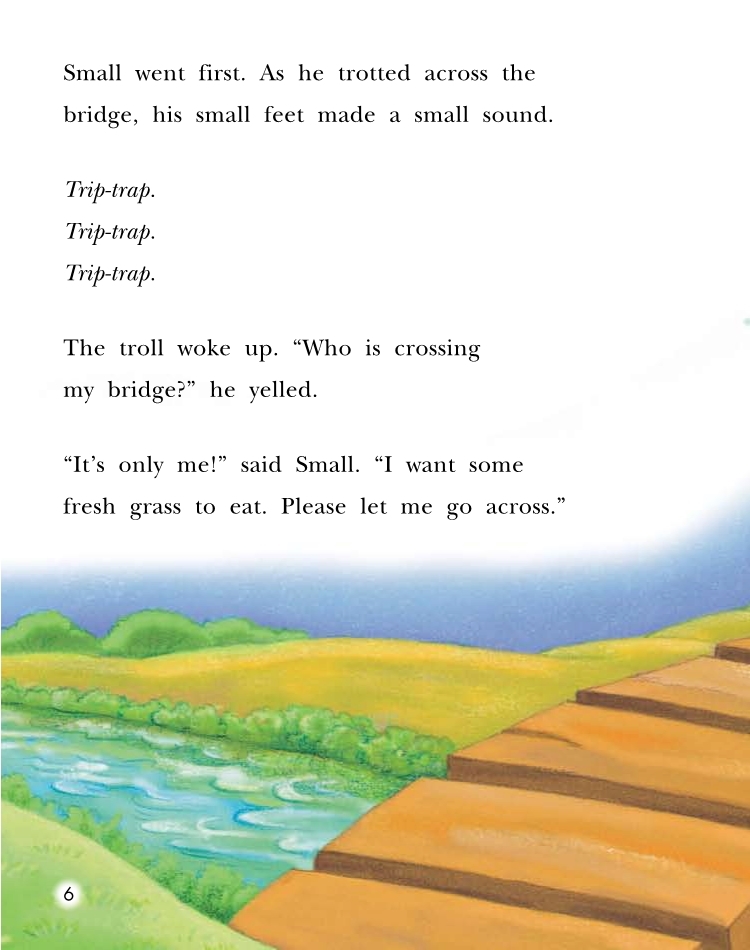 Small went first. As he trotted across the
bridge, his small feet made a small sound.
Trip-trap.
Trip-trap.
Trip-trap.
The troll woke up. “Who is crossing
my bridge?” he yelled.
“It’s only me!” said Small. “I want some
fresh grass to eat. Please let me go across.”
6